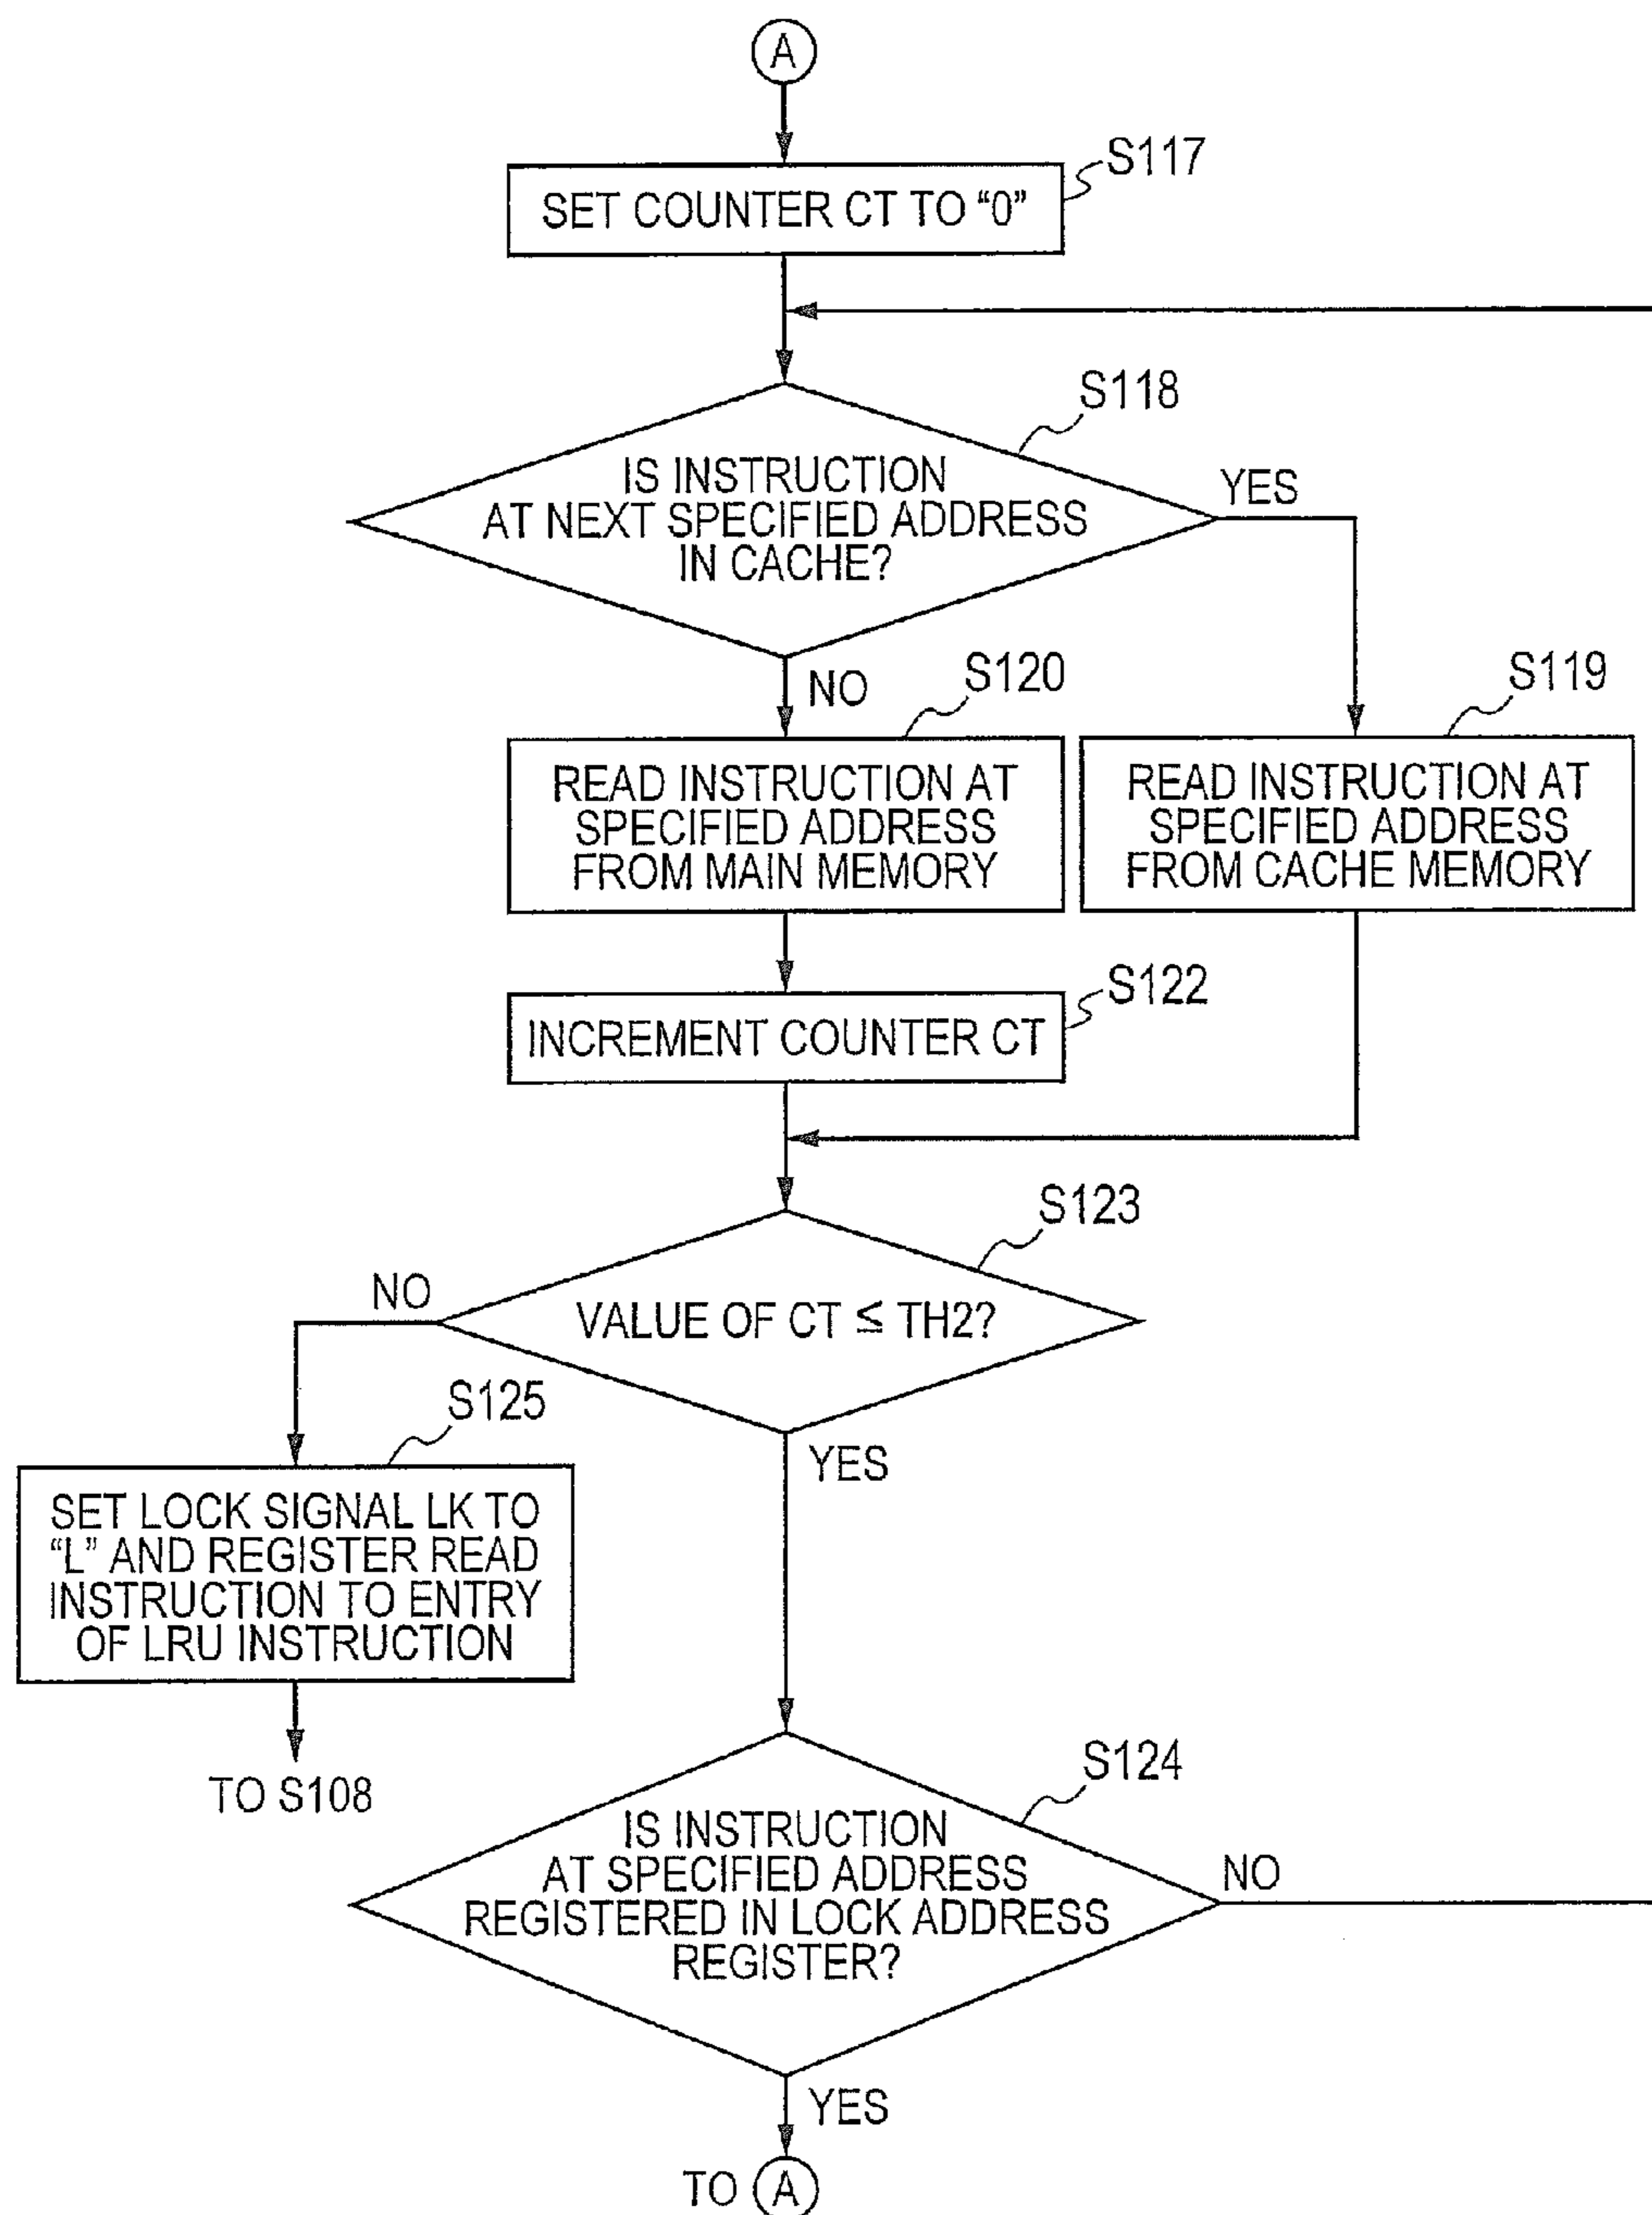 A
S117
SET COUNTER CT TO “0”
S118
IS INSTRUCTION
AT NEXT SPECIFIED ADDRESS
IN CACHE?
YES
NO
S120
S119
READ INSTRUCTION AT
SPECIFIED ADDRESS
FROM MAIN MEMORY
READ INSTRUCTION AT
SPECIFIED ADDRESS
FROM CACHE MEMORY
S122
INCREMENT COUNTER CT
S123
NO
VALUE OF CT ≦ TH2?
S125
YES
SET LOCK SIGNAL LK TO
“L” AND REGISTER READ
INSTRUCTION TO ENTRY
OF LRU INSTRUCTION
TO S108
S124
IS INSTRUCTION
AT SPECIFIED ADDRESS
REGISTERED IN LOCK ADDRESS
REGISTER?
NO
YES
TO A